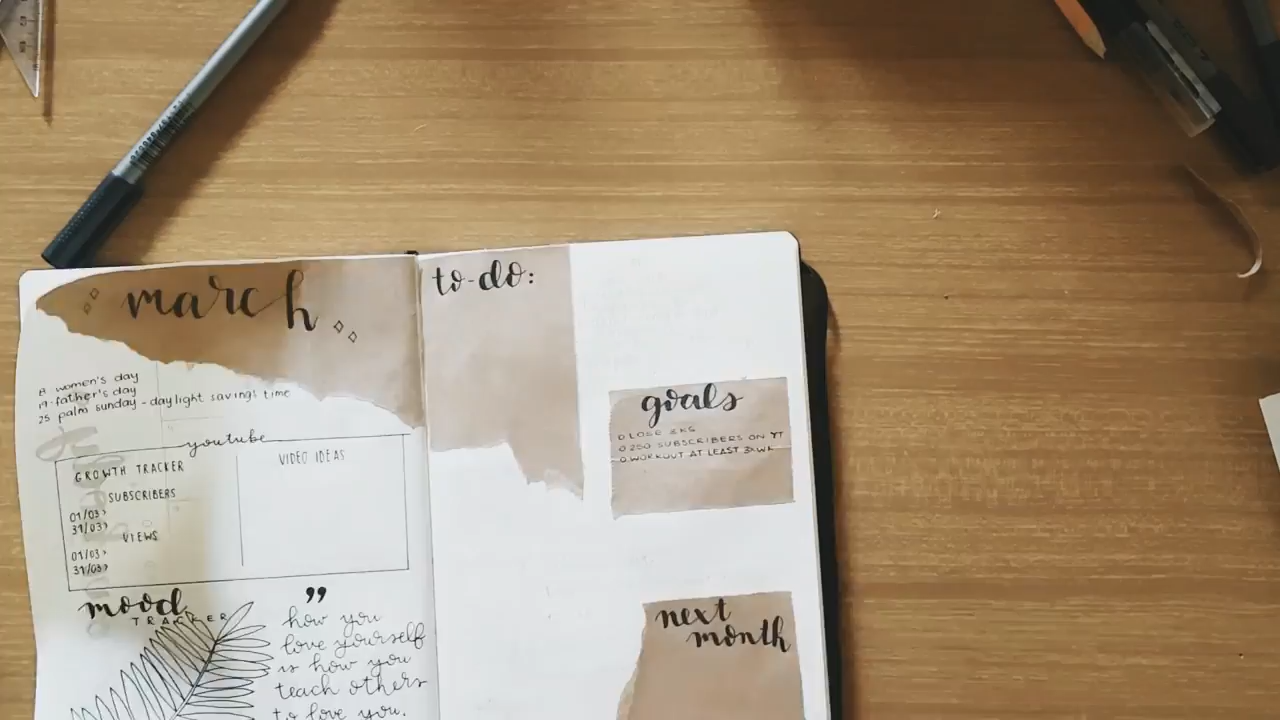 march
8 · women's day
19 · father's day
25 palm sunday - daylight savings time
youtube
GROWTH TRACKER
SUBSCRIBERS
01/03>
31/03>
VIEWS
01/03>
31/03>
VIDEO IDEAS
mood
TRACKER
”
how you
love yourself
is how you
teach others
to love you.
to-do:
goals
LOSE 3KG
250 SUBSCRIBERS ON YT
WORKOUT AT LEAST 3xWK
next
month